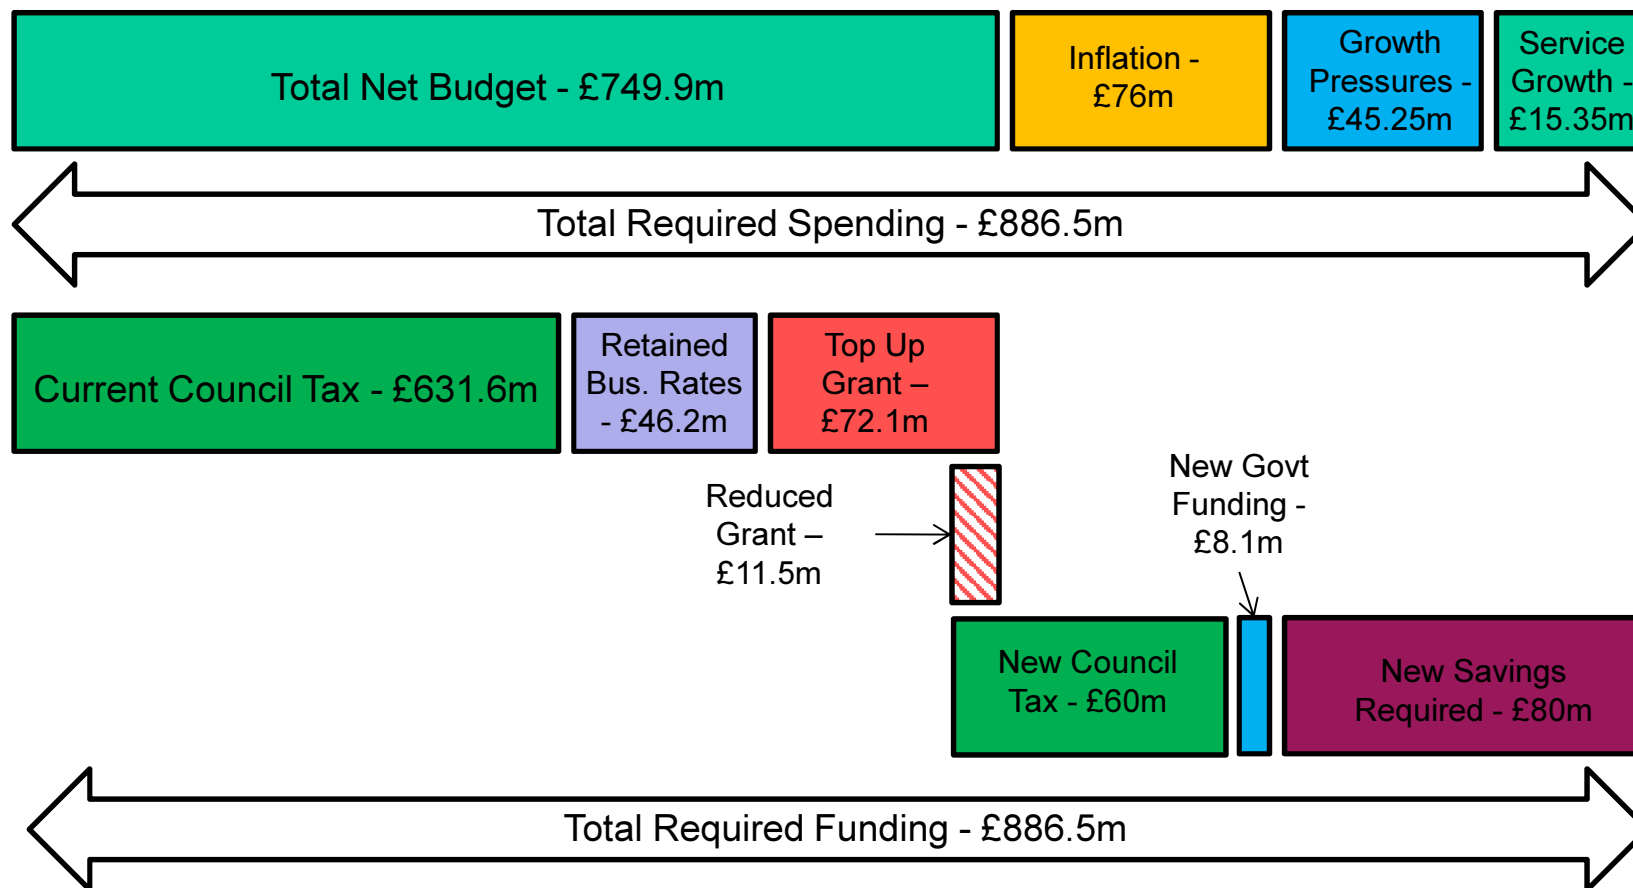 Total Net Budget - £749.9m
Inflation -
£76m
Growth
Pressures -
£45.25m
Service
Growth -
£15.35m
Total Required Spending - £886.5m
Current Council Tax - £631.6m
Retained
Bus. Rates
- £46.2m
Top Up
Grant –
£72.1m
Reduced
Grant –
£11.5m
New Govt
Funding -
£8.1m
New Council
Tax - £60m
New Savings
Required - £80m
Total Required Funding - £886.5m